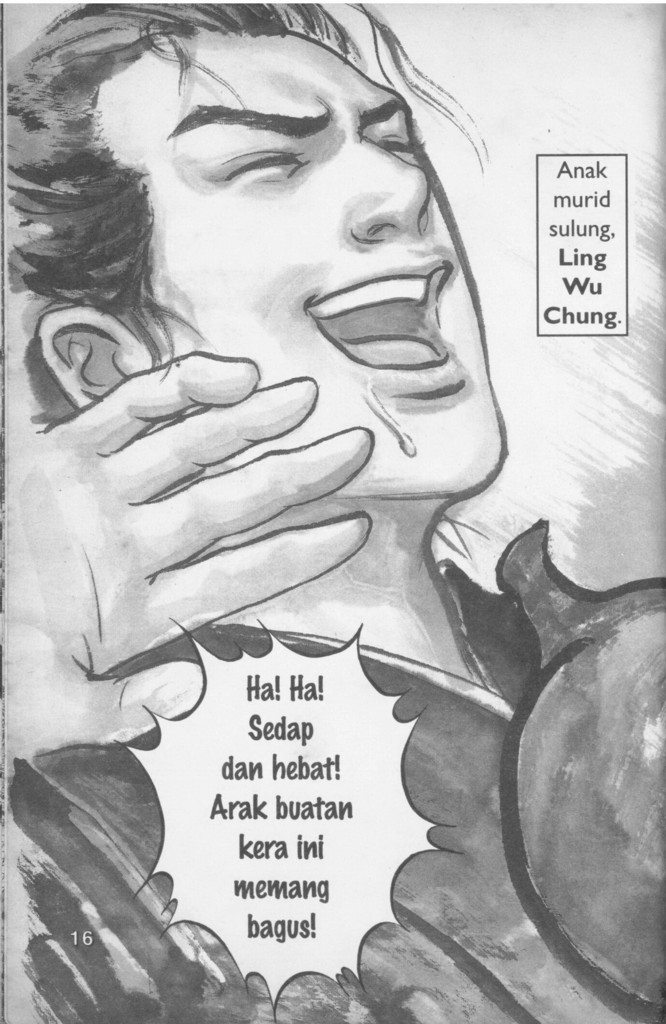 Anak
murid
sulung,
Ling
Wu
Chung.
Ha! Ha!
Sedap
dan hebat!
Arak buatan
kera ini
memang
bagus!
16